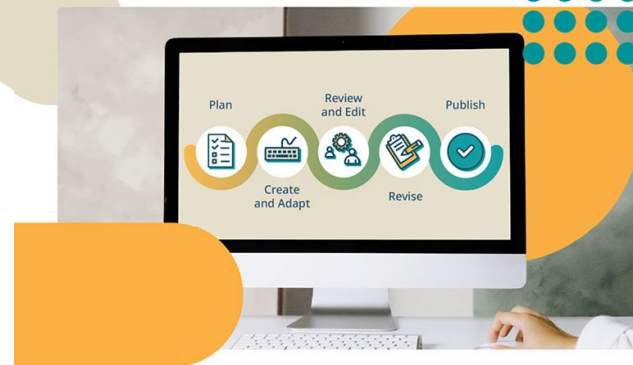 Plan
Create
and Adapt
Review
and Edit
Revise
Publish